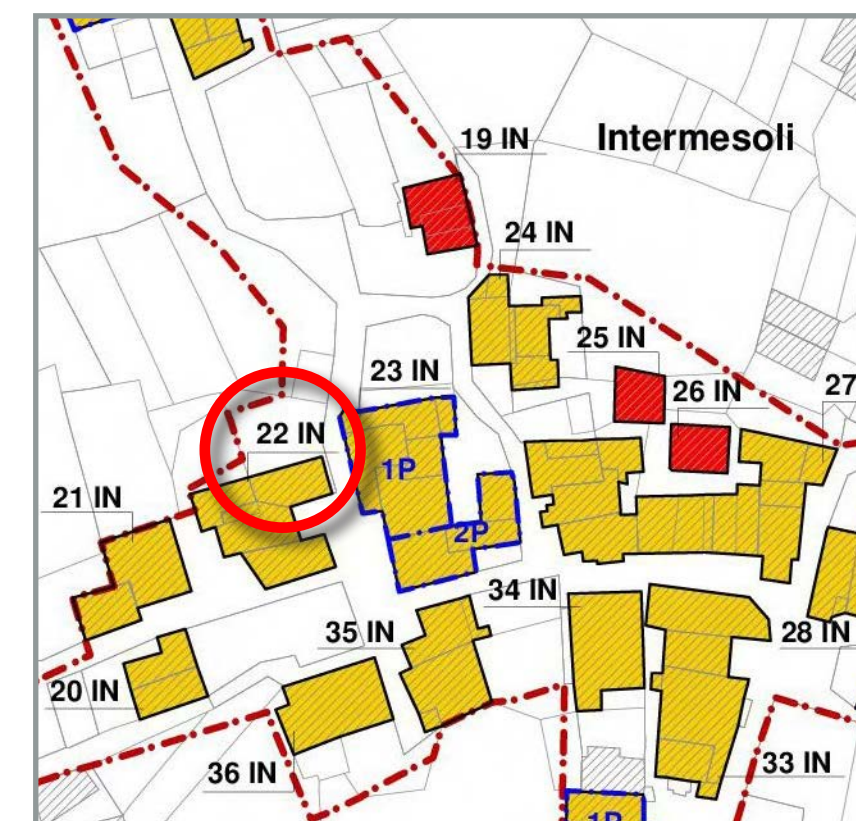 19 IN
Intermesoli
24 IN
25 IN
23 IN
26 IN
27
22 IN
1P
21 IN
2P
34 IN
35 IN
28 IN
20 IN
36 IN
33 IN
1P